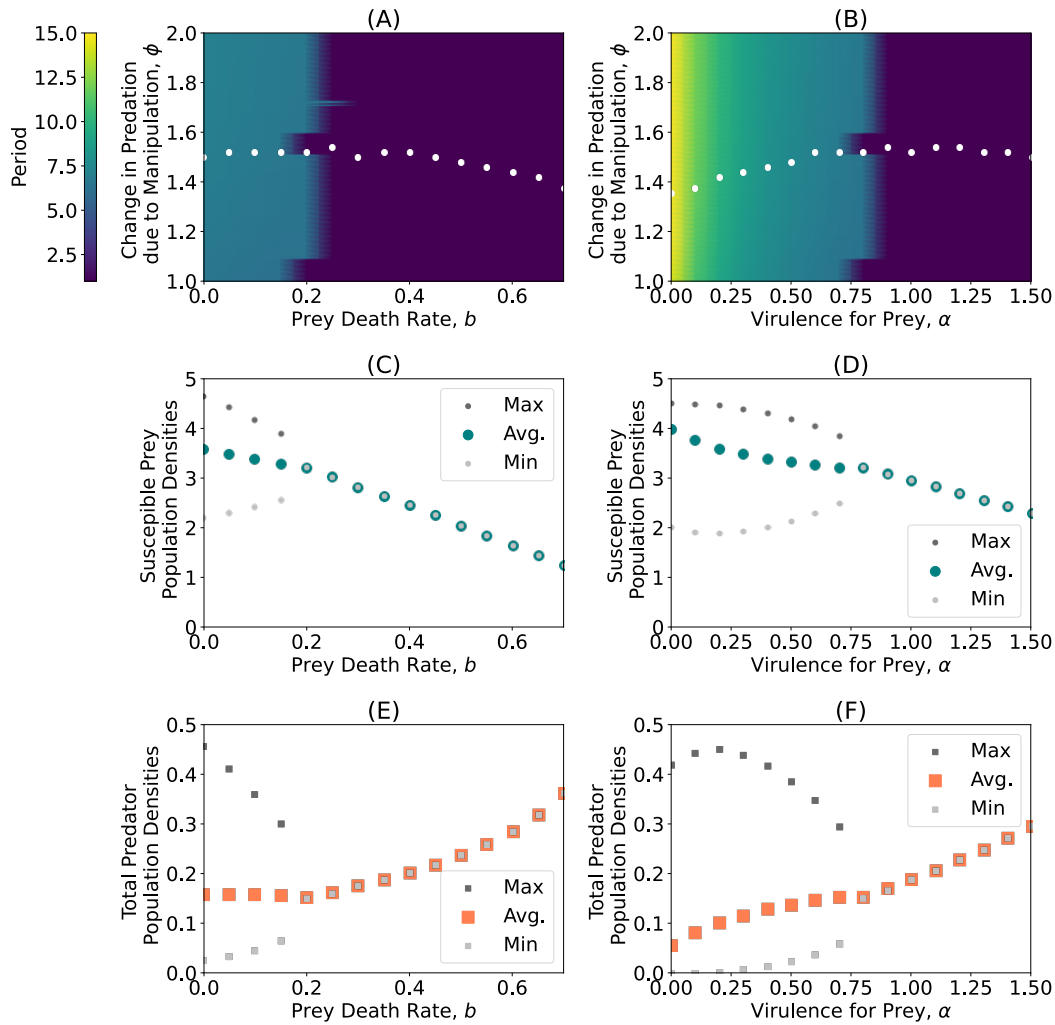 (A)
(B)
15.0
12.5
10.0
7.5
5.0
2.5
Period
2.0
1.8
1.6
1.4
1.2
1.0
Change in Predation
due to Manipulation, ϕ
0.0
0.2
0.4
0.6
Prey Death Rate, b
2.0
1.8
1.6
1.4
1.2
1.0
Change in Predation
due to Manipulation, ϕ
0.00
0.25
0.50
0.75
1.00
1.25
1.50
Virulence for Prey, α
(C)
5
4
3
2
1
0
Suscepible Prey
Population Densities
Max
Avg.
Min
0.0
0.2
0.4
0.6
Prey Death Rate, b
(D)
5
4
3
2
1
0
Suscepible Prey
Population Densities
Max
Avg.
Min
0.00
0.25
0.50
0.75
1.00
1.25
1.50
Virulence for Prey, α
(E)
0.5
0.4
0.3
0.2
0.1
0.0
Total Predator
Population Densities
Max
Avg.
Min
0.0
0.2
0.4
0.6
Prey Death Rate, b
(F)
0.5
0.4
0.3
0.2
0.1
0.0
Total Predator
Population Densities
Max
Avg.
Min
0.00
0.25
0.50
0.75
1.00
1.25
1.50
Virulence for Prey, α